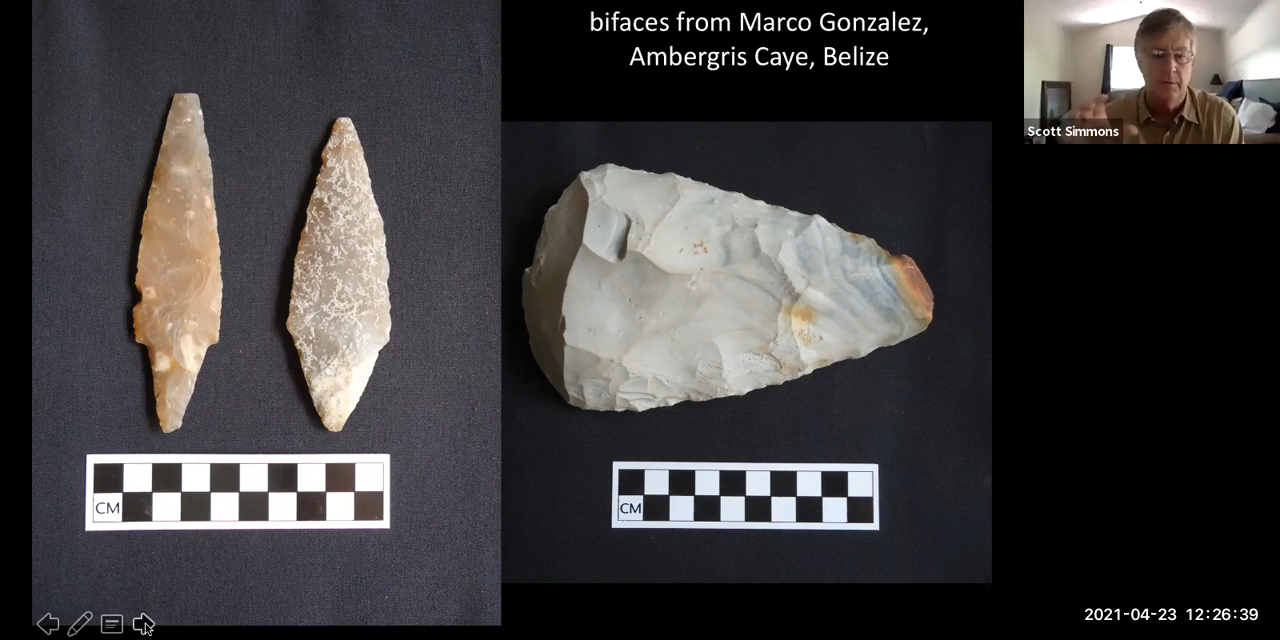 bifaces from Marco Gonzalez,
Ambergris Caye, Belize
Scott Simmons
CM
CM
2021-04-23 12:26:39